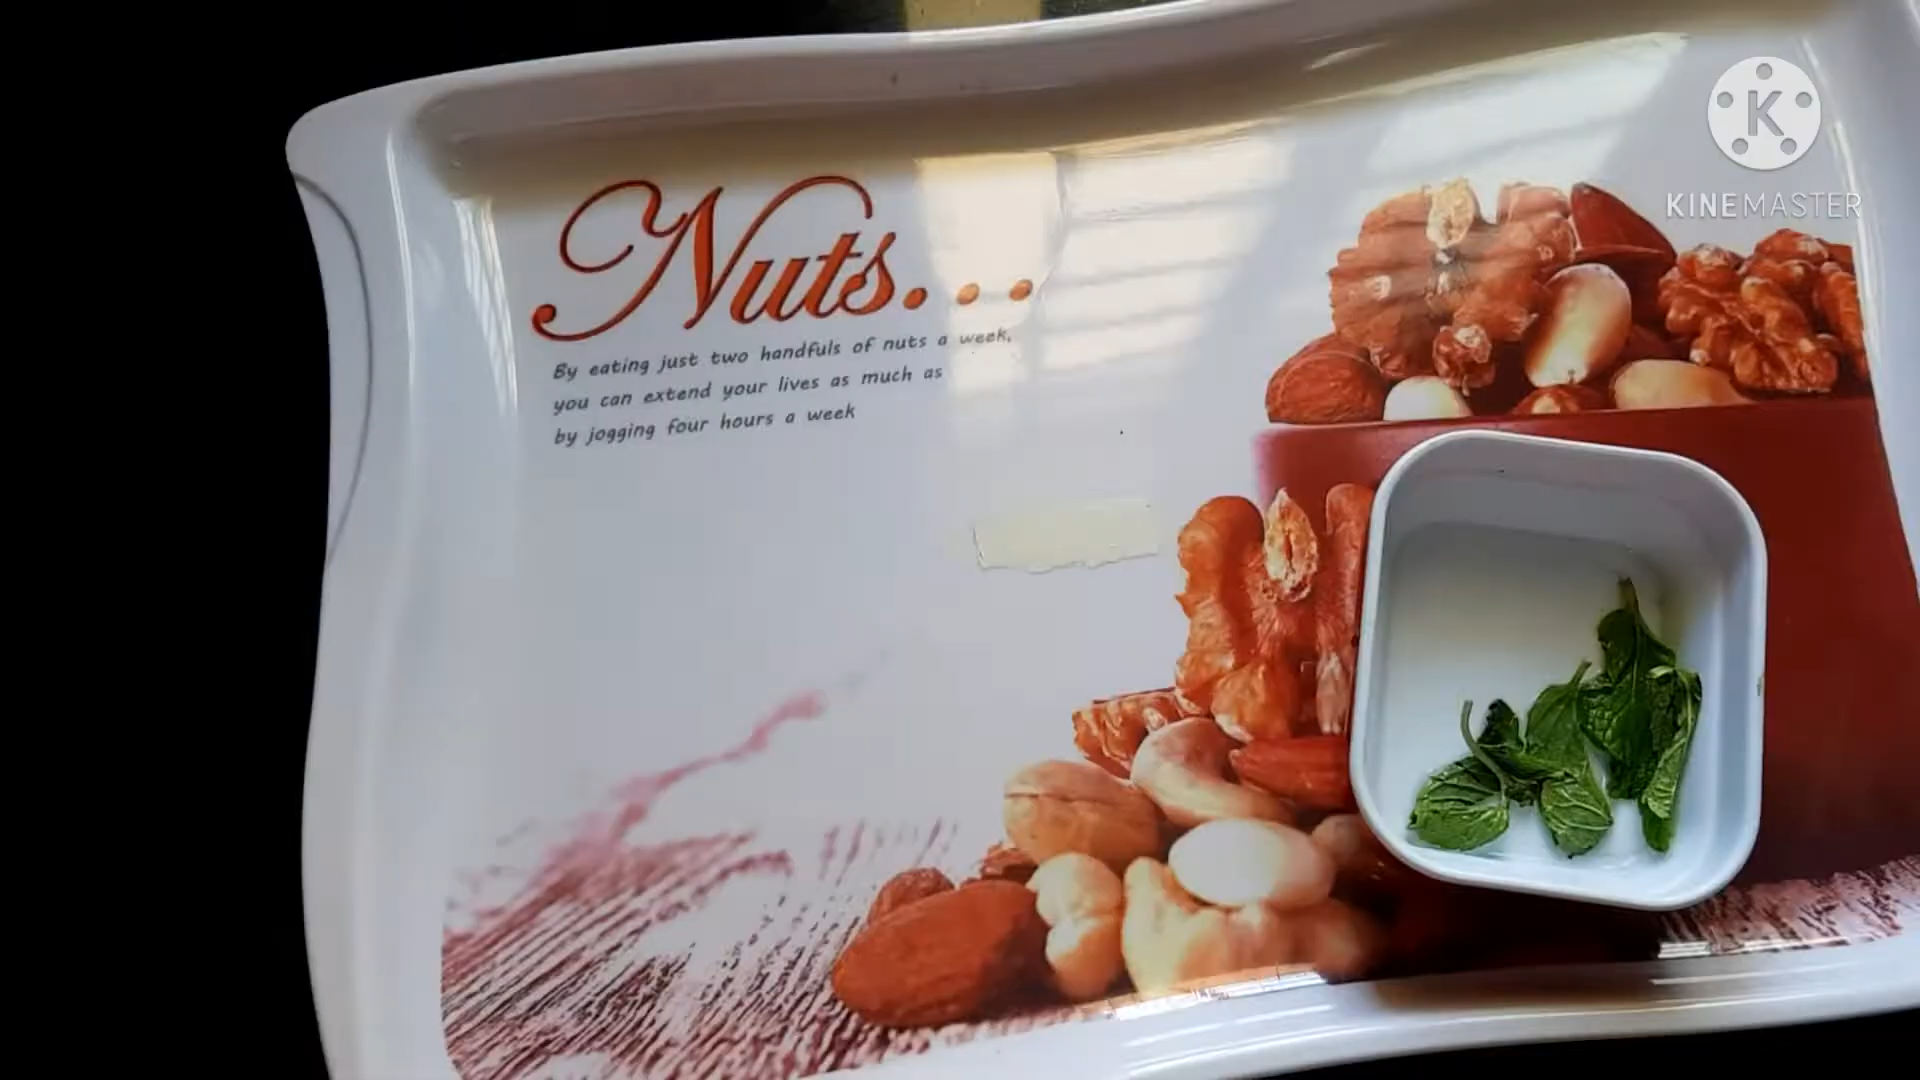 Nuts...
By eating just two handfuls of nuts a week,
you can extend your lives as much as
by jogging four hours a week
K
KINEMASTER